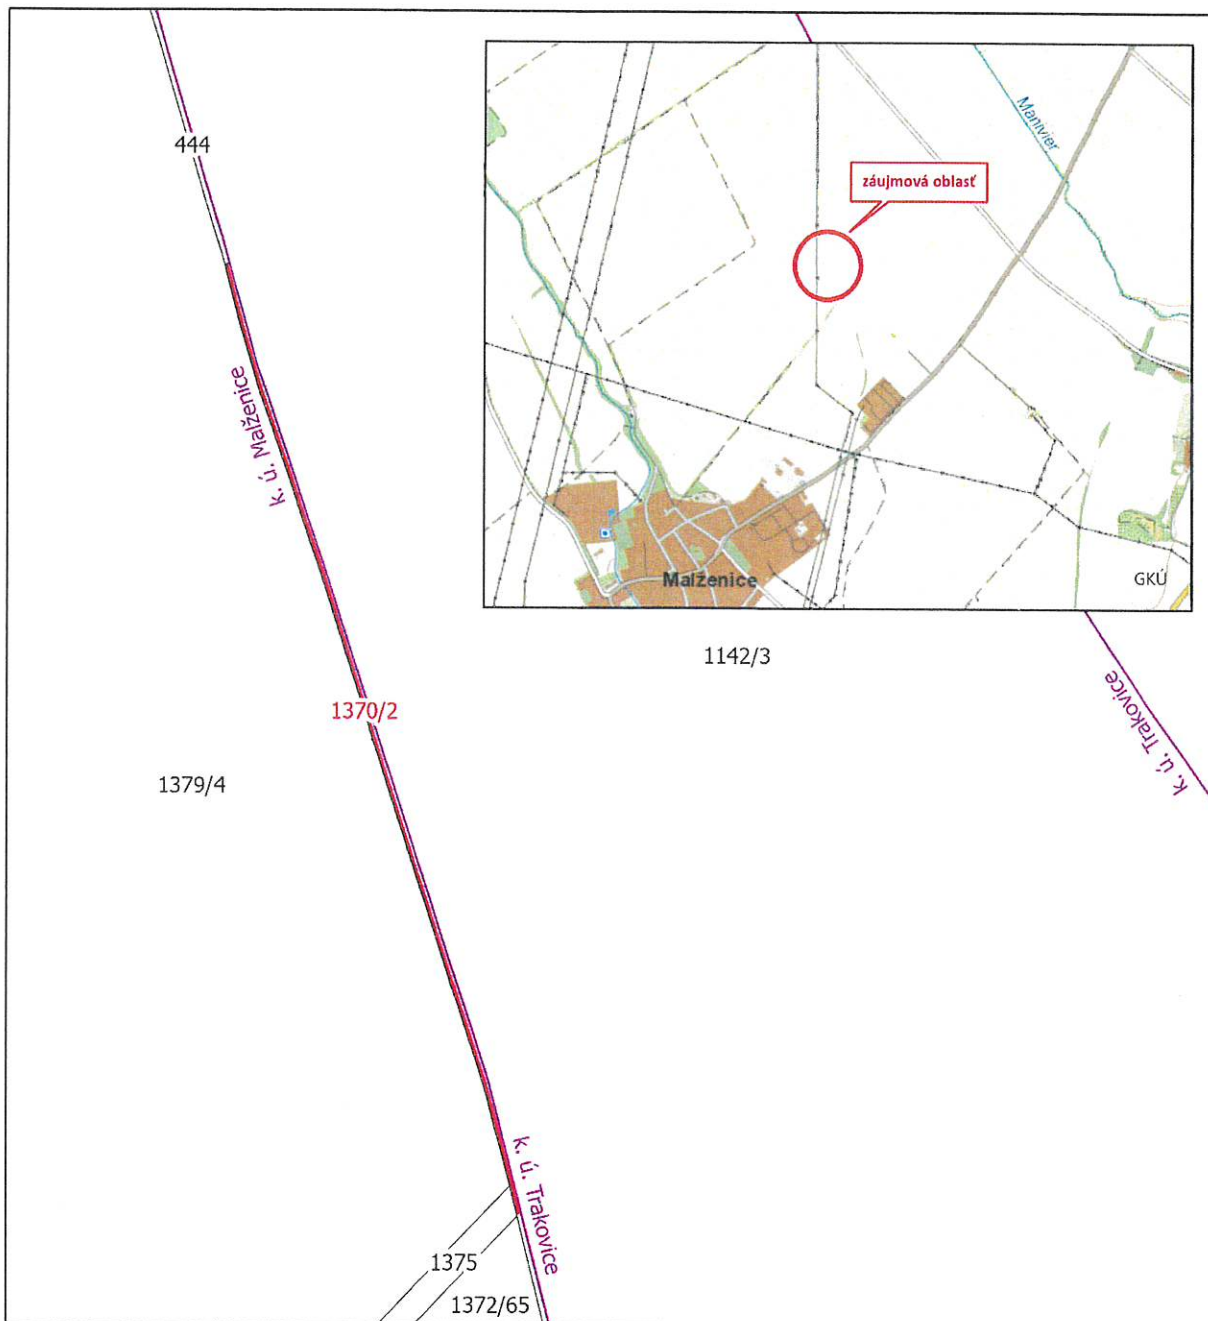 444
Manivier
záujmová oblasť
k. ú. Malženice
Malženice
GKÚ
1142/3
k. ú. Trakovice
1370/2
1379/4
k. ú. Trakovice
1375
1372/65